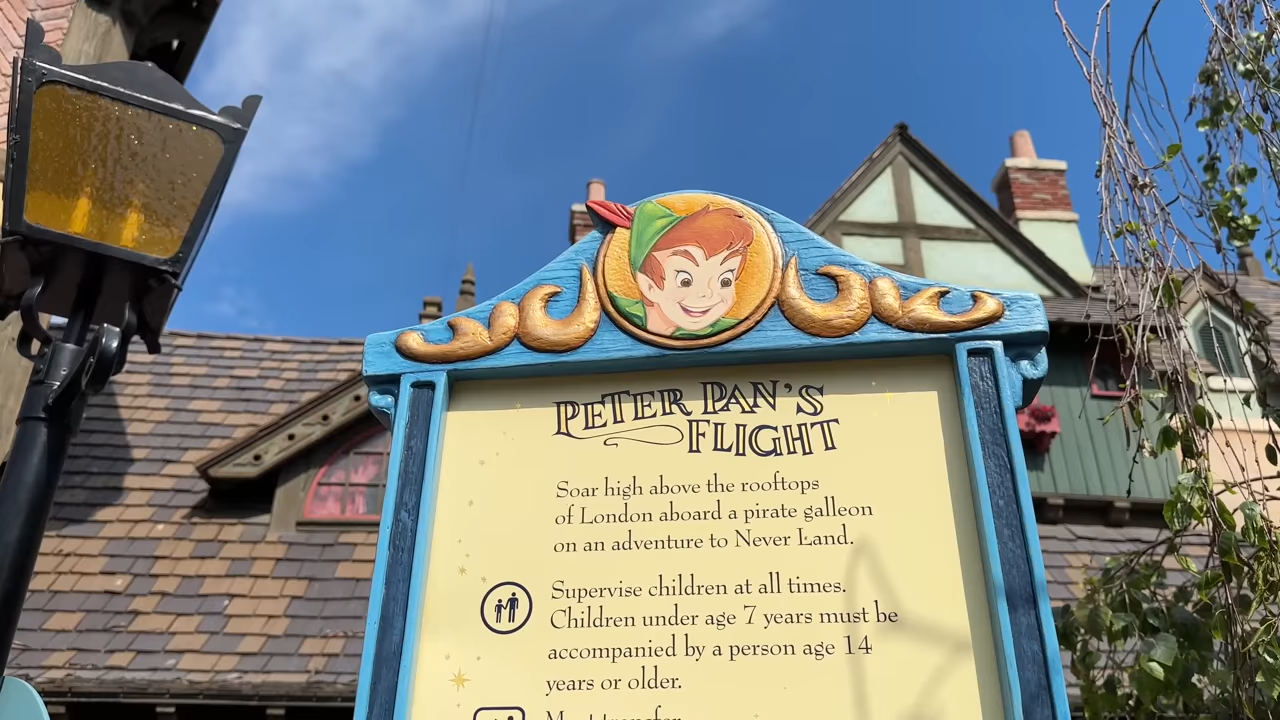 PETER PAN'S
FLIGHT
Soar high above the rooftops
of London aboard a pirate galleon
on an adventure to Never Land.
Supervise children at all times.
Children under age 7 years must be
accompanied by a person age 14
years or older.
Must transfer